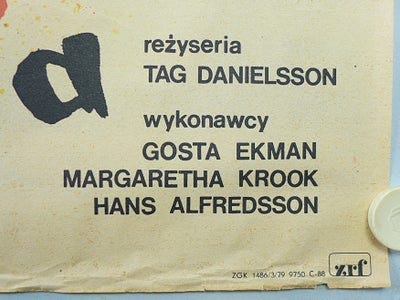 a
reżyseria
TAG DANIELSSON
wykonawcy
GOSTA EKMAN
MARGARETHA KROOK
HANS ALFREDSSON
ZGK 1486/3/79 9750 C-88 zrf